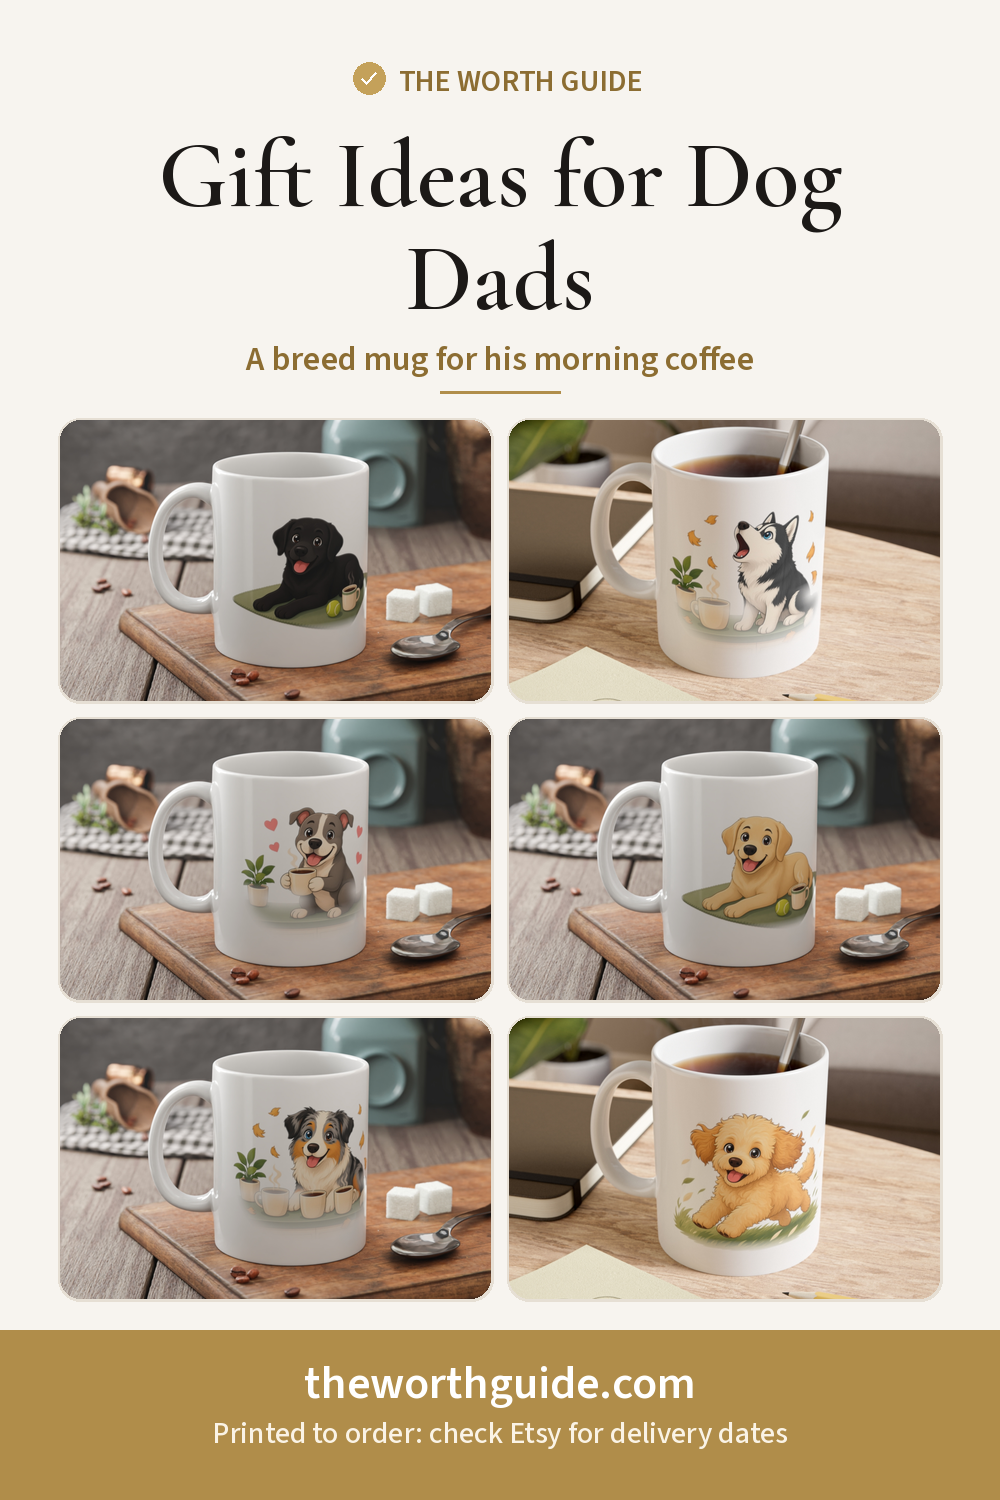 THE WORTH GUIDE
Gift Ideas for Dog
Dads
A breed mug for his morning coffee
theworthguide.com
Printed to order: check Etsy for delivery dates